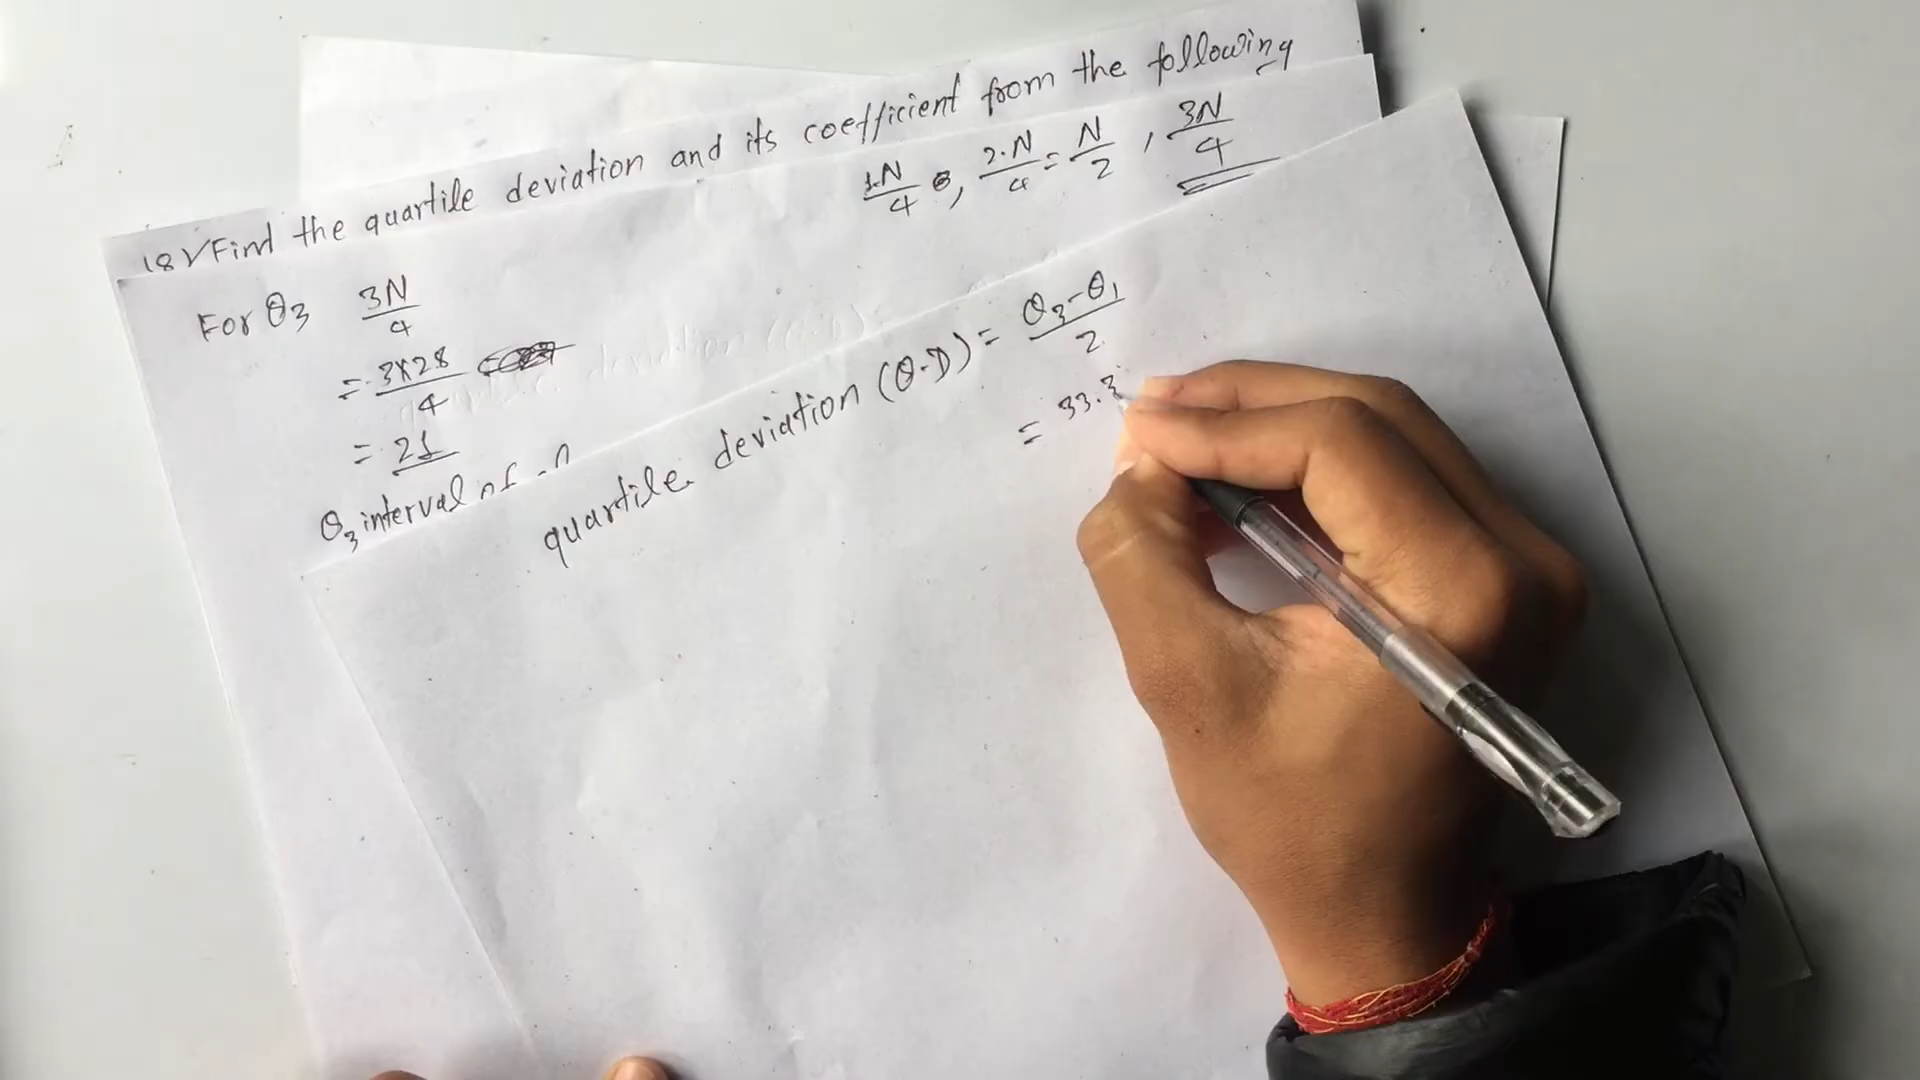 18 Find the quartile deviation and its coefficient from the following
1.N/4, 2.N/4 = N/2, 3N/4
For Q3 3N/4
= 3×28/4
= 21
Q3 interval of
quartile deviation (Q.D) = Q3-Q1/2
= 33.3